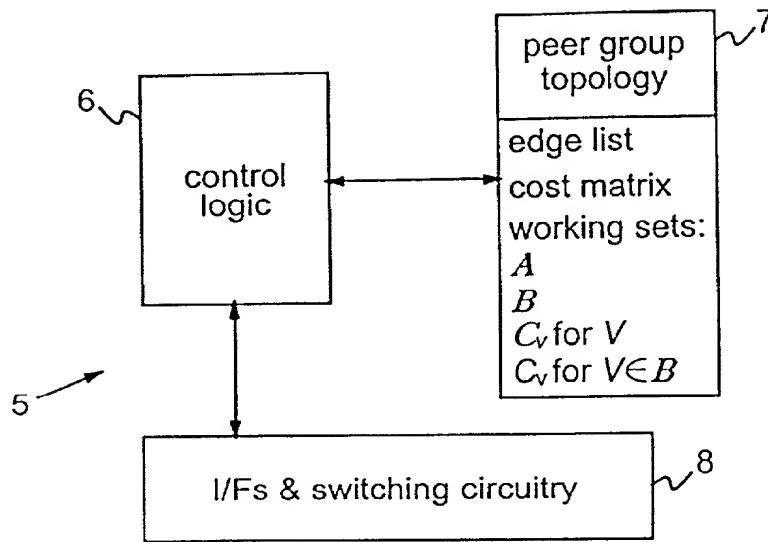 7
peer group
topology
6
control
logic
edge list
cost matrix
working sets:
A
B
Cv for V
Cv for V∈B
5
I/Fs & switching circuitry
8